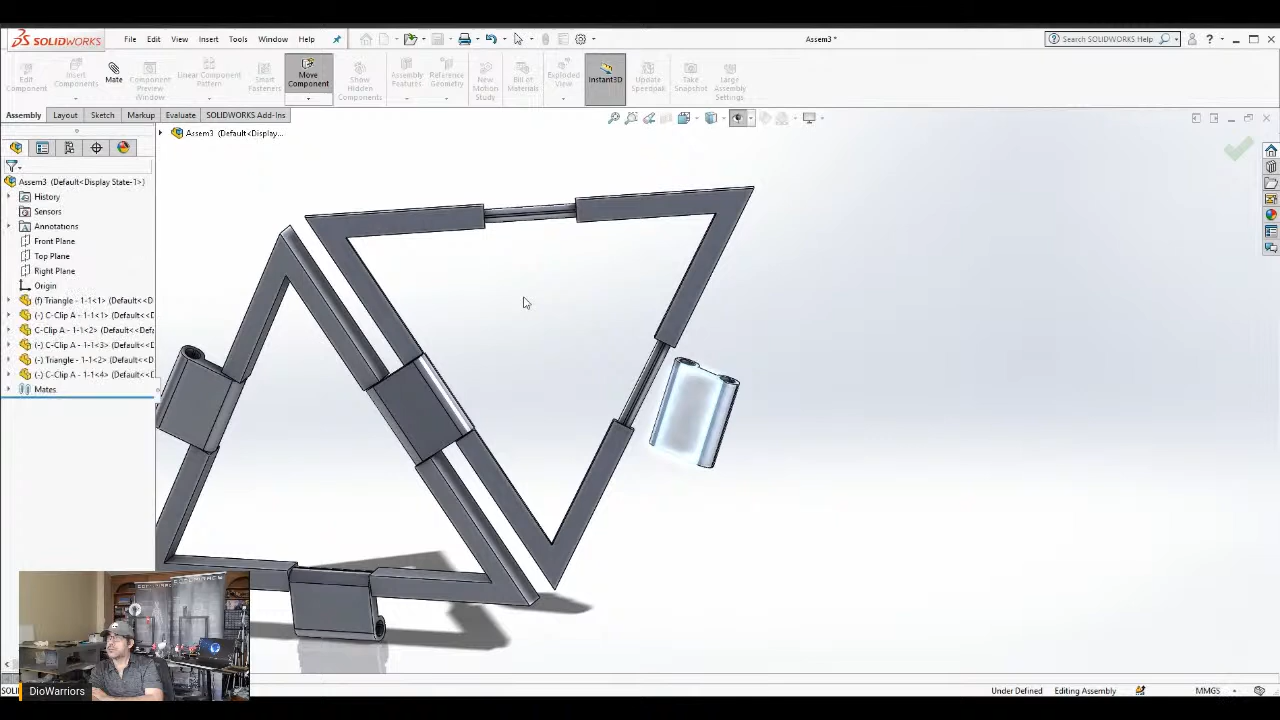 SOLIDWORKS File Edit View Insert Tools Window Help Assem3 * Search SOLIDWORKS Help
Edit Component
Insert Components
Mate
Component Preview Window
Linear Component Pattern
Smart Fasteners
Move Component
Show Hidden Components
Assembly Features
Reference Geometry
New Motion Study
Bill of Materials
Exploded View
Instant3D
Update Speedpak
Take Snapshot
Large Assembly Settings
Assembly Layout Sketch Markup Evaluate SOLIDWORKS Add-Ins
Assem3 (Default<Display...
Assem3 (Default<Display State-1>)
History
Sensors
Annotations
Front Plane
Top Plane
Right Plane
Origin
(f) Triangle - 1-1<1> (Default<<D
(-) C-Clip A - 1-1<1> (Default<<
C-Clip A - 1-1<2> (Default<<Defa
(-) C-Clip A - 1-1<3> (Default<<
(-) Triangle - 1-1<2> (Default<<D
(-) C-Clip A - 1-1<4> (Default<<
Mates
DioWarriors
Under Defined Editing Assembly MMGS